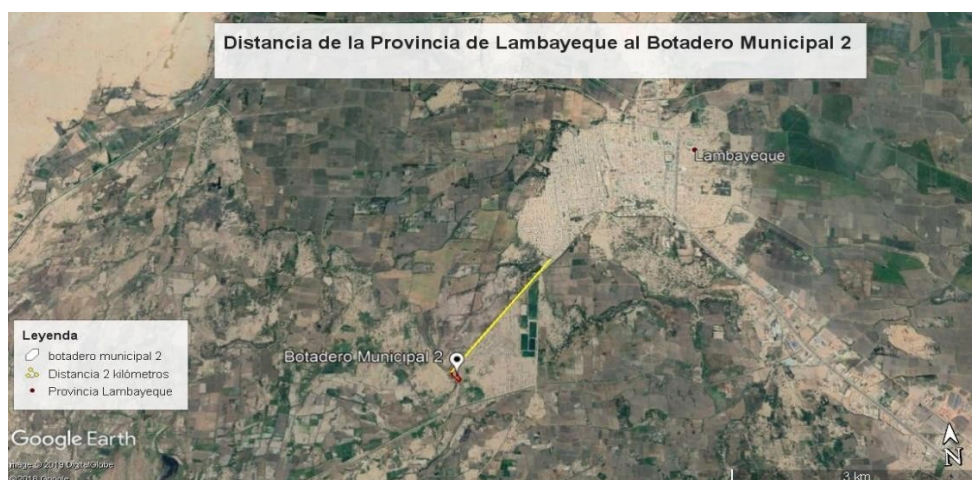 Distancia de la Provincia de Lambayeque al Botadero Municipal 2
Lambayeque
Botadero Municipal 2
Leyenda
botadero municipal 2
Distancia 2 kilómetros
Provincia Lambayeque
Google Earth
Image © 2019 DigitalGlobe
© 2018 Google
N
3 km